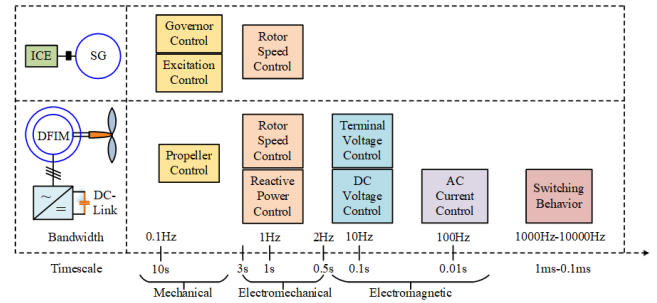 ICE
SG
Governor
Control
Excitation
Control
Rotor
Speed
Control
DFIM
~
=
DC-
Link
Propeller
Control
Rotor
Speed
Control
Reactive
Power
Control
Terminal
Voltage
Control
DC
Voltage
Control
AC
Current
Control
Switching
Behavior
Bandwidth 0.1Hz 1Hz 2Hz 10Hz 100Hz 1000Hz-10000Hz
Timescale 10s 3s 1s 0.5s 0.1s 0.01s 1ms-0.1ms
Mechanical Electromechanical Electromagnetic